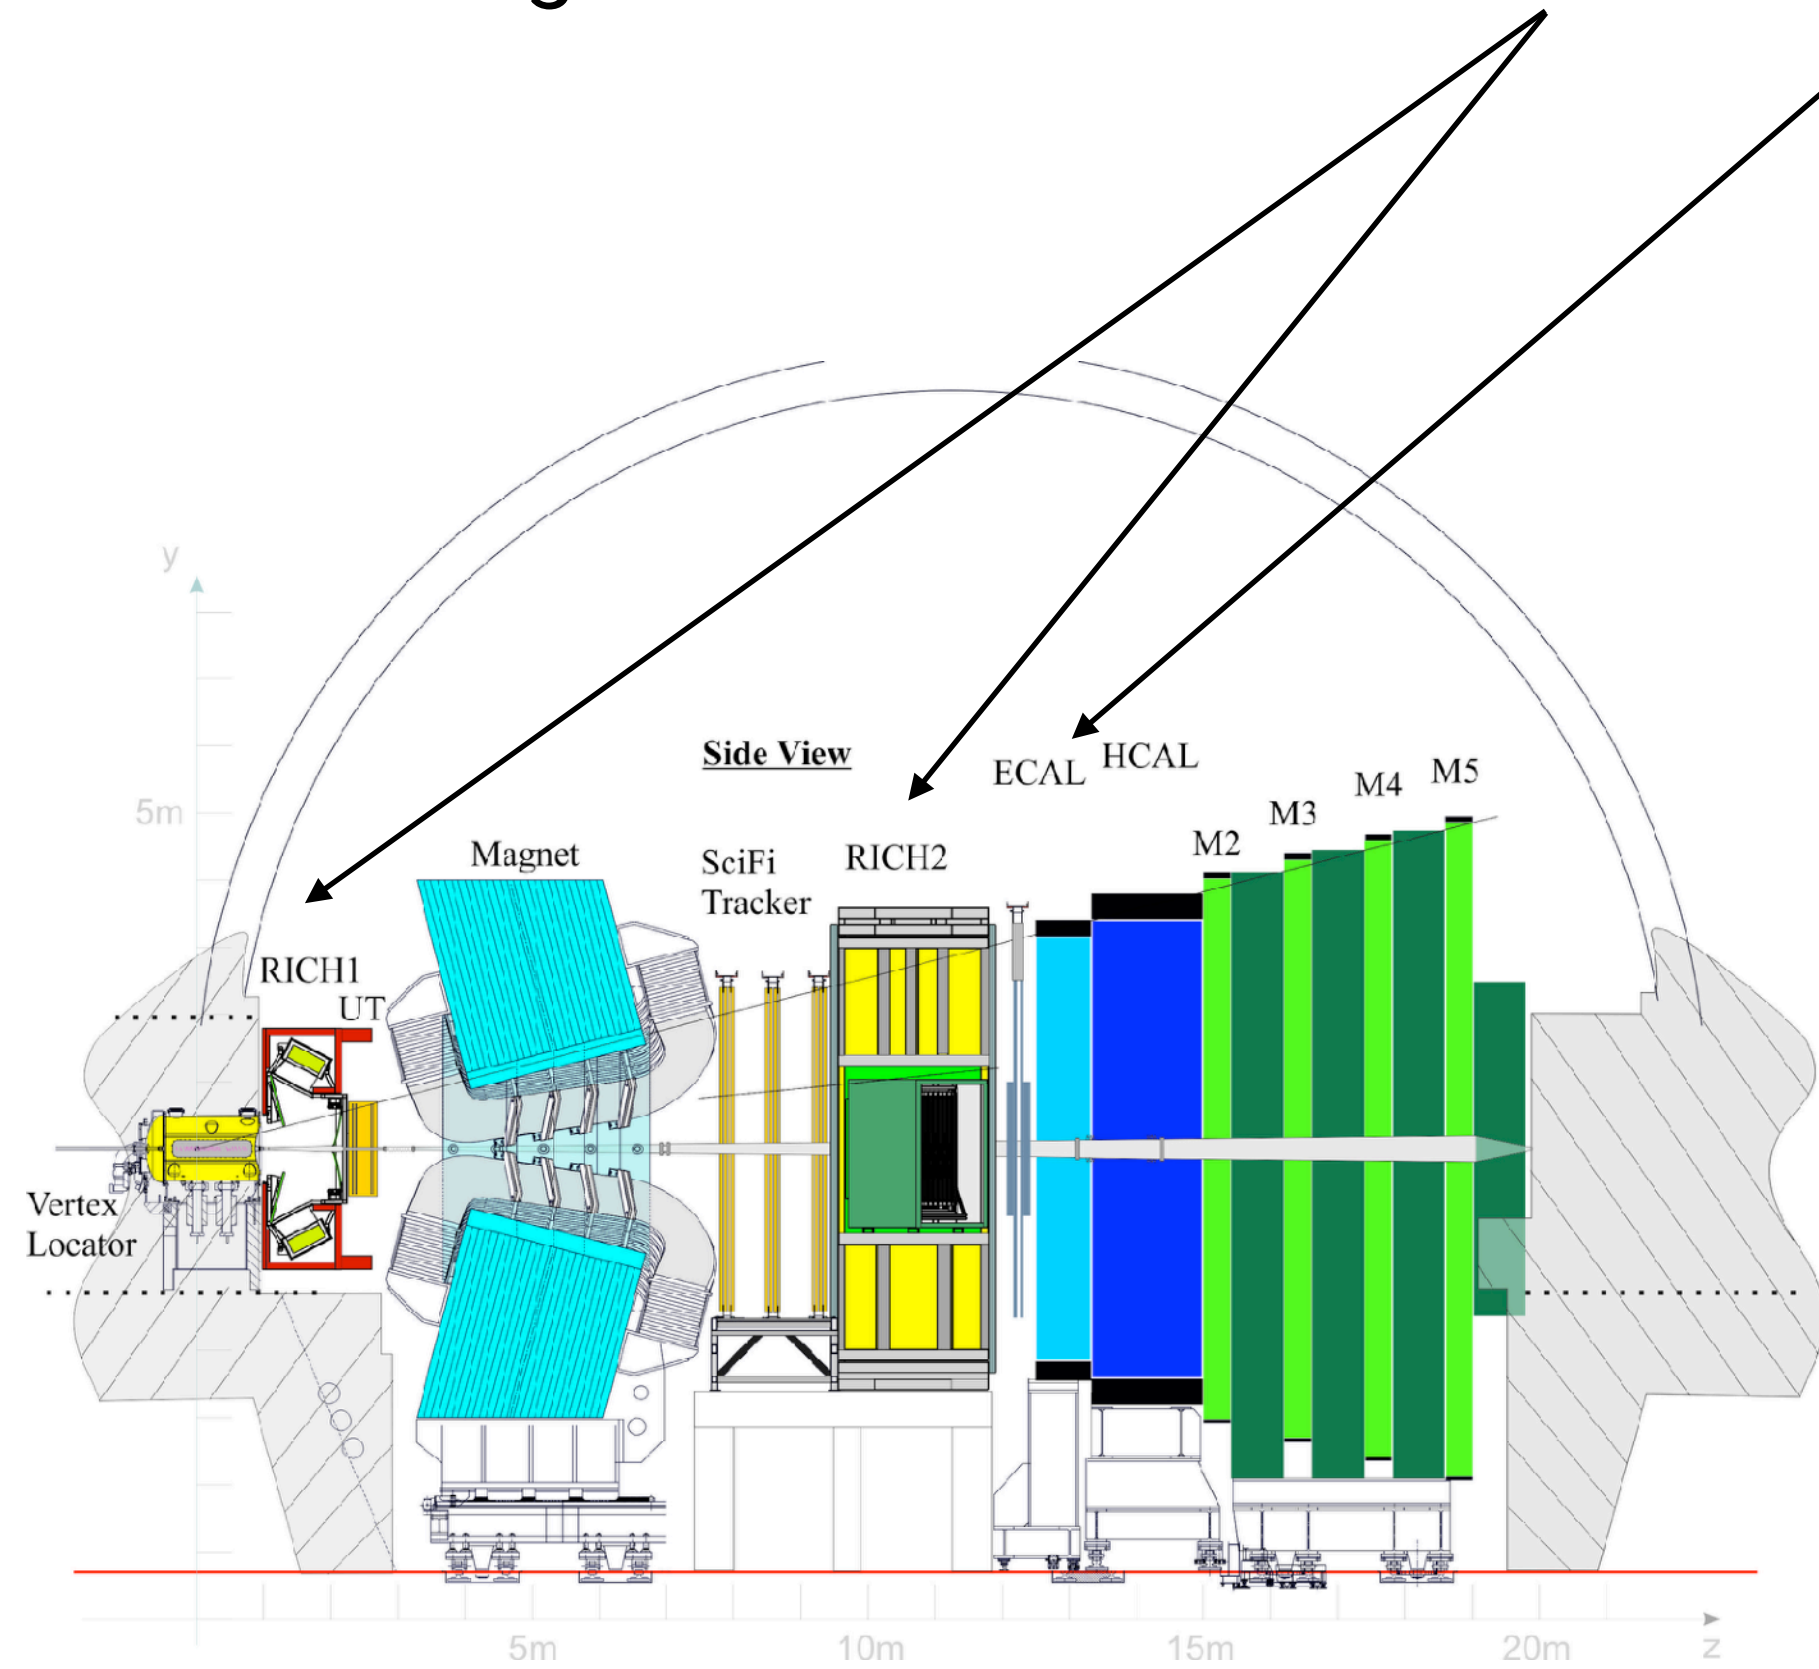 y
5m
Side View
ECAL
HCAL
M2
M3
M4
M5
Magnet
SciFi
Tracker
RICH2
RICH1
UT
Vertex
Locator
5m
10m
15m
20m
z